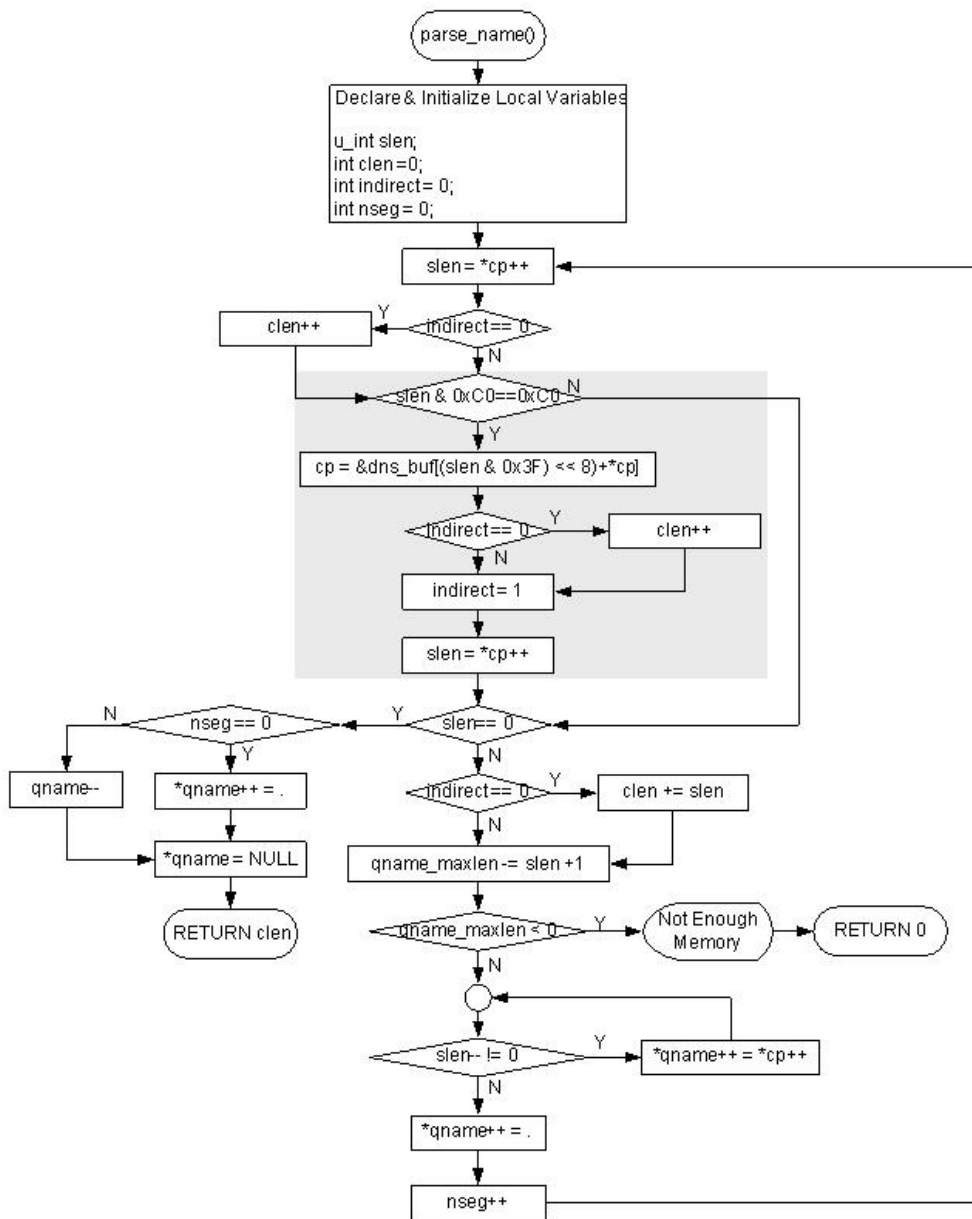 parse_name()
Declare & Initialize Local Variables
u_int slen;
int clen =0;
int indirect = 0;
int nseg = 0;
slen = *cp++
indirect == 0
Y
clen++
N
slen & 0xC0==0xC0
N
Y
cp = &dns_buf[(slen & 0x3F) << 8)+*cp]
indirect == 0
Y
clen++
N
indirect = 1
slen = *cp++
slen == 0
Y
nseg == 0
N
qname--
Y
*qname++ = .
*qname = NULL
RETURN clen
N
indirect == 0
Y
clen += slen
N
qname_maxlen -= slen +1
qname_maxlen < 0
Y
Not Enough
Memory
RETURN 0
N
slen-- != 0
Y
*qname++ = *cp++
N
*qname++ = .
nseg++